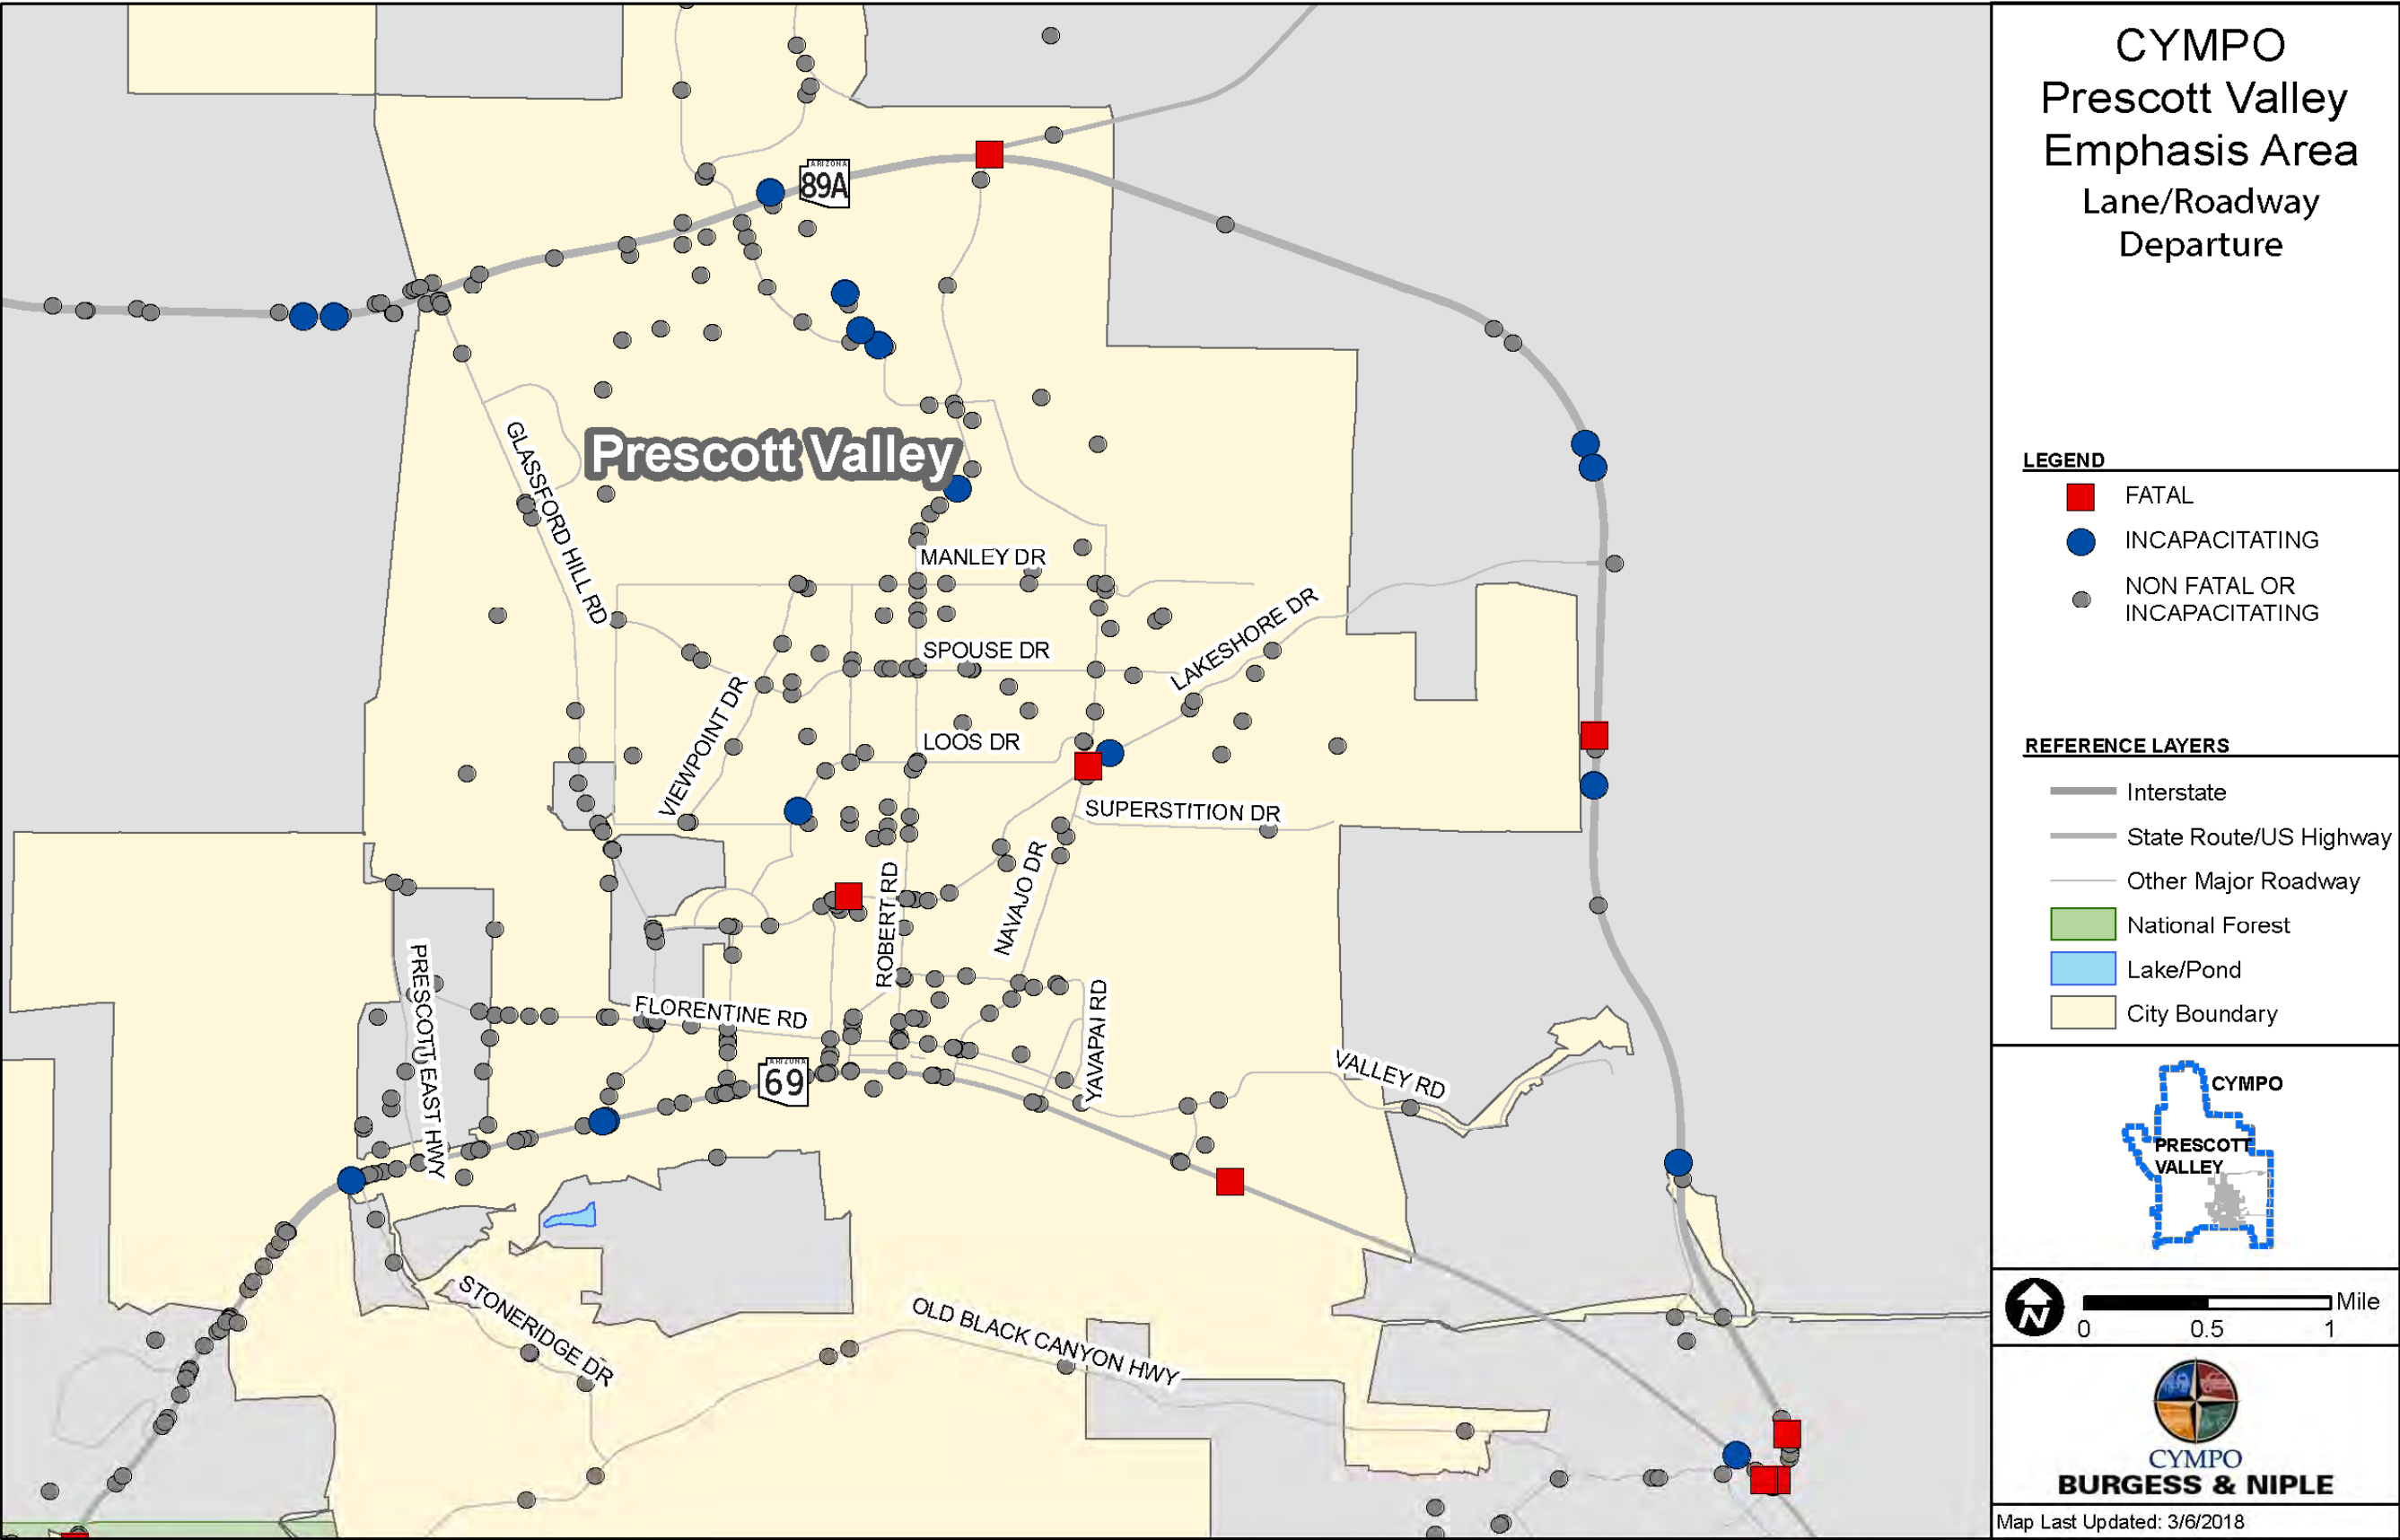 CYMPO
Prescott Valley
Emphasis Area
Lane/Roadway
Departure
LEGEND
FATAL
INCAPACITATING
NON FATAL OR
INCAPACITATING
REFERENCE LAYERS
Interstate
State Route/US Highway
Other Major Roadway
National Forest
Lake/Pond
City Boundary
CYMPO
PRESCOTT
VALLEY
N
Mile
0 0.5 1
CYMPO
BURGESS & NIPLE
Map Last Updated: 3/6/2018
ARIZONA
89A
Prescott Valley
GLASSFORD HILL RD
MANLEY DR
SPOUSE DR
LAKESHORE DR
VIEWPOINT DR
LOOS DR
SUPERSTITION DR
NAVAJO DR
ROBERT RD
PRESCOTT EAST HWY
FLORENTINE RD
YAVAPAI RD
ARIZONA
69
VALLEY RD
STONERIDGE DR
OLD BLACK CANYON HWY